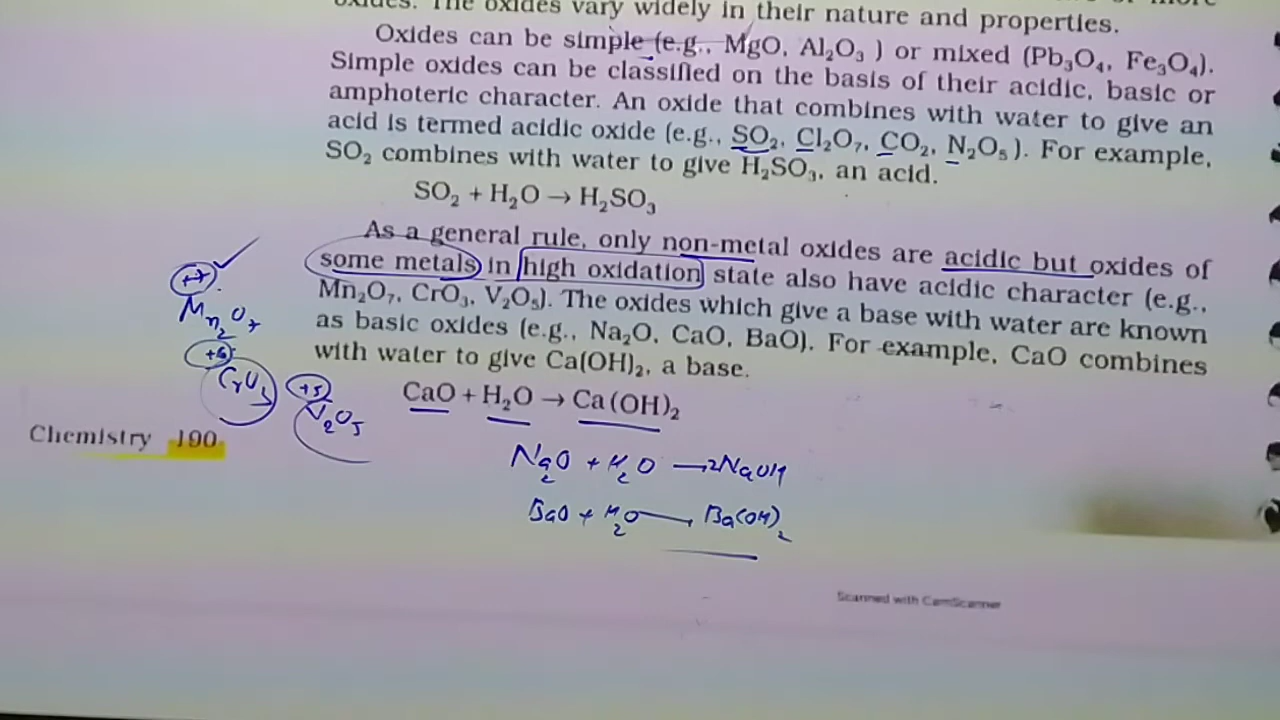 oxides. The oxides vary widely in their nature and properties.
Oxides can be simple (e.g., MgO, Al₂O₃ ) or mixed (Pb₃O₄, Fe₃O₄).
Simple oxides can be classified on the basis of their acidic, basic or
amphoteric character. An oxide that combines with water to give an
acid is termed acidic oxide (e.g., SO₂, Cl₂O₇, CO₂, N₂O₅ ). For example,
SO₂ combines with water to give H₂SO₃, an acid.
SO₂ + H₂O → H₂SO₃
As a general rule, only non-metal oxides are acidic but oxides of
some metals in high oxidation state also have acidic character (e.g.,
Mn₂O₇, CrO₃, V₂O₅). The oxides which give a base with water are known
as basic oxides (e.g., Na₂O, CaO, BaO). For example, CaO combines
with water to give Ca(OH)₂, a base.
CaO + H₂O → Ca (OH)₂
+7
Mn₂O₇
+6
CrO₃
+5
V₂O₅
Chemistry 190
Na₂O + H₂O → 2NaOH
BaO + H₂O → Ba(OH)₂
Scanned with CamScanner